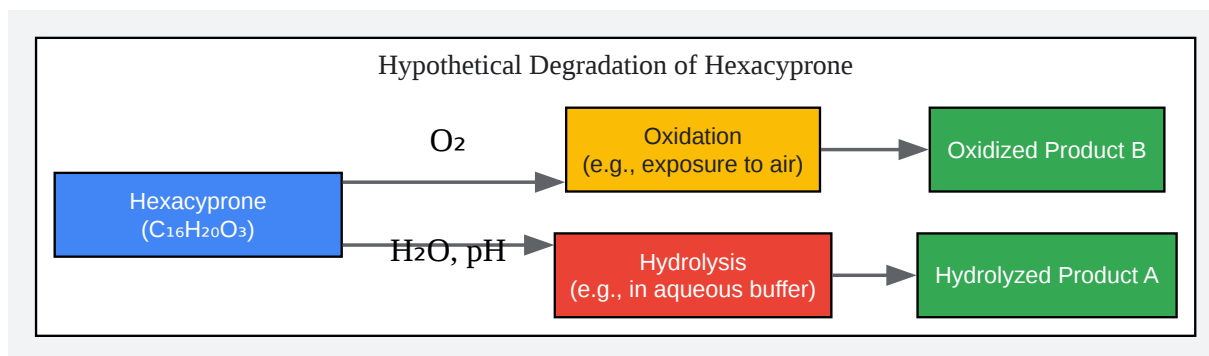 Hypothetical Degradation of Hexacyprone
Hexacyprone
(C₁₆H₂₀O₃)
O₂
Oxidation
(e.g., exposure to air)
Oxidized Product B
H₂O, pH
Hydrolysis
(e.g., in aqueous buffer)
Hydrolyzed Product A